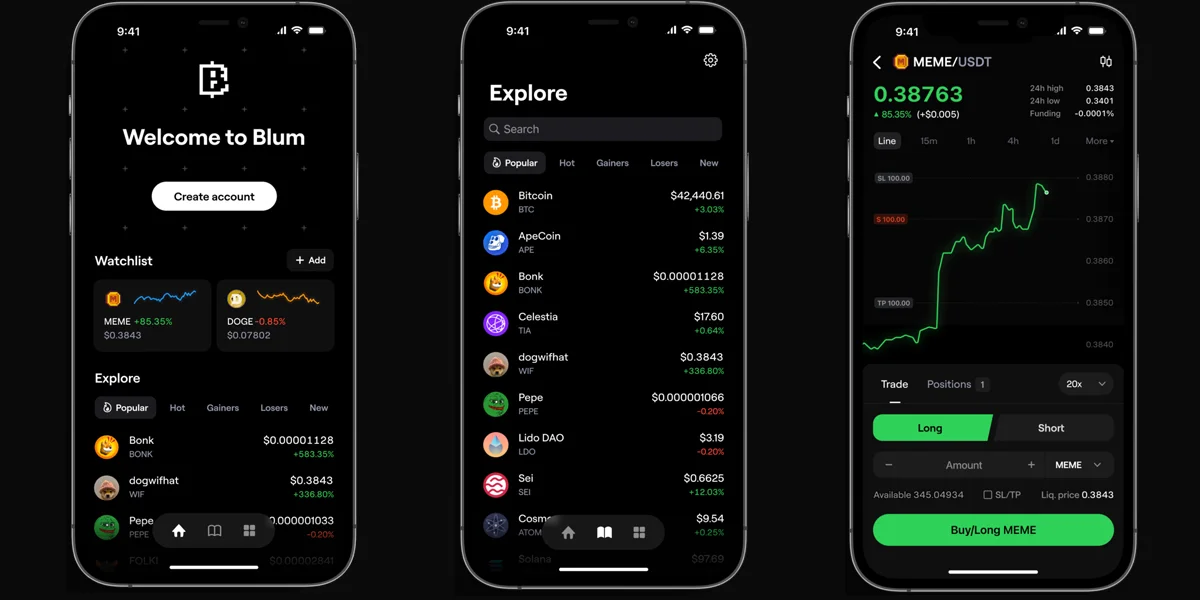 9:41
Welcome to Blum
Create account
Watchlist
+ Add
MEME +85.35%
$0.3843
DOGE -0.85%
$0.07802
Explore
Popular Hot Gainers Losers New
Bonk $0.00001128
BONK +583.35%
dogwifhat $0.3843
WIF +336.80%
Pepe 0.000001033
PEPE -0.20%
$0.00002841
9:41
Explore
Search
Popular Hot Gainers Losers New
Bitcoin $42,440.61
BTC +3.03%
ApeCoin $1.39
APE +6.35%
Bonk $0.00001128
BONK +583.35%
Celestia $17.60
TIA +0.64%
dogwifhat $0.3843
WIF +336.80%
Pepe $0.000001066
PEPE -0.20%
Lido DAO $3.19
LDO -0.20%
Sei $0.6625
SEI +12.03%
Cosm $9.54
ATOM +0.25%
Solana $97.69
9:41
MEME/USDT
0.38763
▲ 85.35% (+$0.005)
24h high 0.3843
24h low 0.3401
Funding -0.0001%
Line 15m 1h 4h 1d More ▾
SL 100.00 0.3880
S 100.00 0.3870
0.3860
TP 100.00 0.3850
0.3840
Trade Positions 1 20x
Long Short
− Amount + MEME
Available 345.04934 SL/TP Liq. price 0.3843
Buy/Long MEME